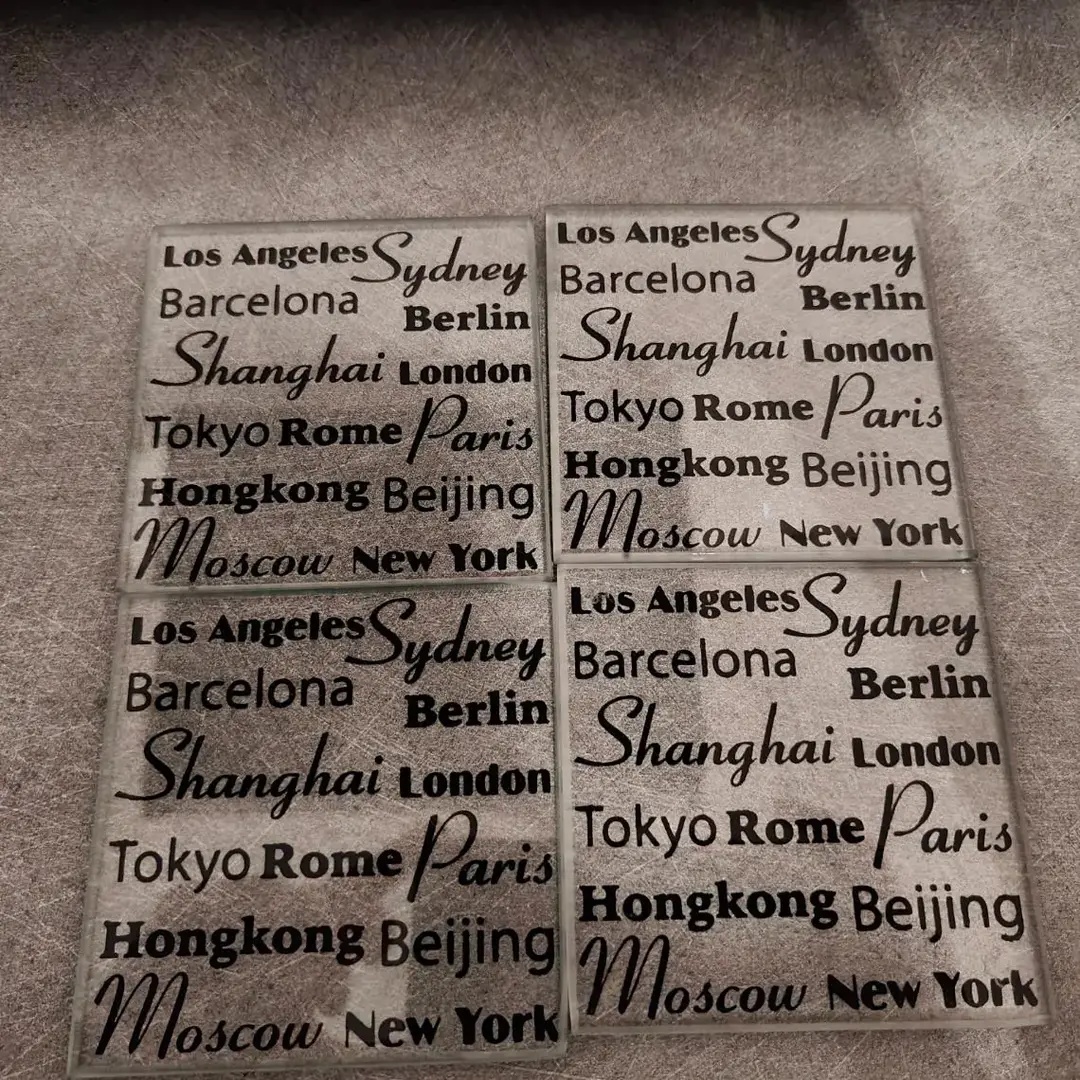 Los Angeles Sydney
Barcelona Berlin
Shanghai London
Tokyo Rome Paris
Hongkong Beijing
Moscow New York
Los Angeles Sydney
Barcelona Berlin
Shanghai London
Tokyo Rome Paris
Hongkong Beijing
Moscow New York
Los Angeles Sydney
Barcelona Berlin
Shanghai London
Tokyo Rome Paris
Hongkong Beijing
Moscow New York
Los Angeles Sydney
Barcelona Berlin
Shanghai London
Tokyo Rome Paris
Hongkong Beijing
Moscow New York